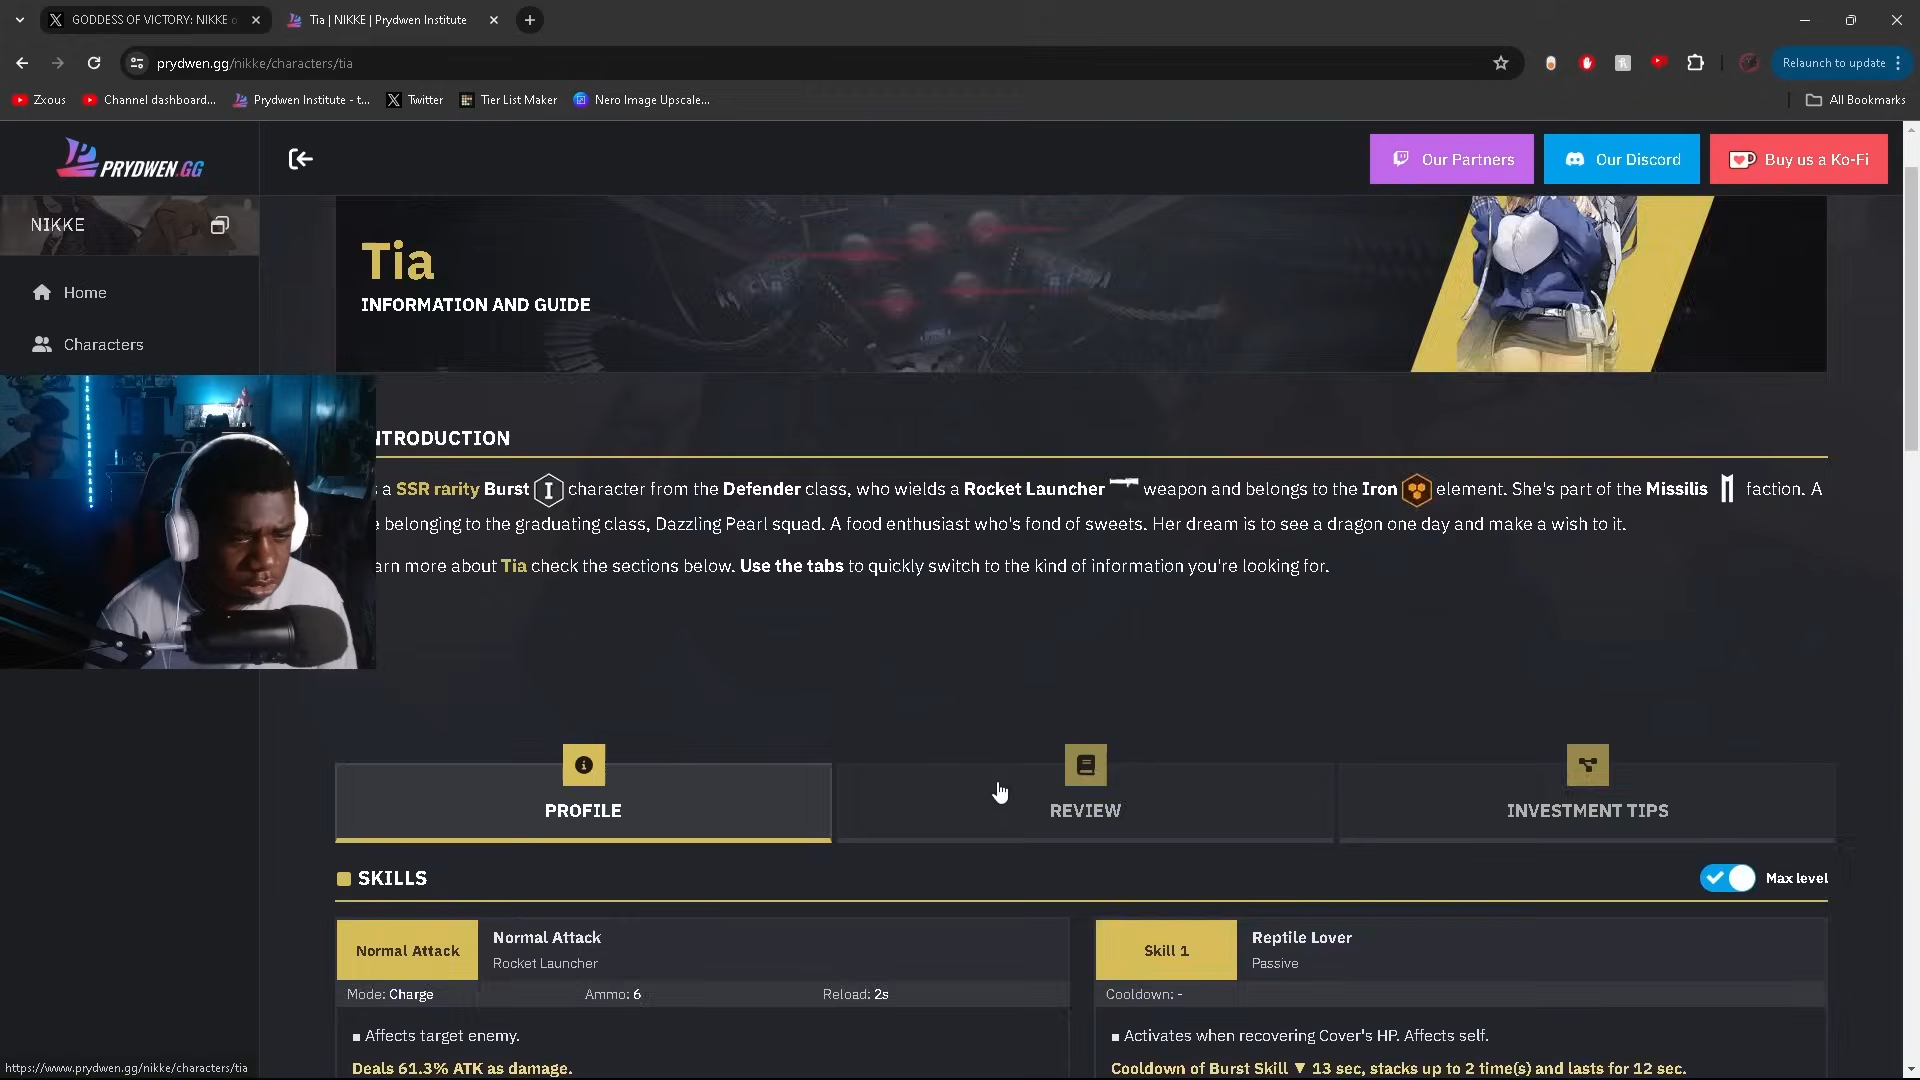 GODDESS OF VICTORY: NIKKE
Tia | NIKKE | Prydwen Institute
prydwen.gg/nikke/characters/tia
Relaunch to update
Zxous
Channel dashboard...
Prydwen Institute - t...
Twitter
Tier List Maker
Nero Image Upscale...
All Bookmarks
PRYDWEN.GG
Our Partners
Our Discord
Buy us a Ko-Fi
NIKKE
Home
Characters
Tia
INFORMATION AND GUIDE
NTRODUCTION
a SSR rarity Burst I character from the Defender class, who wields a Rocket Launcher weapon and belongs to the Iron element. She's part of the Missilis faction. A
belonging to the graduating class, Dazzling Pearl squad. A food enthusiast who's fond of sweets. Her dream is to see a dragon one day and make a wish to it.
arn more about Tia check the sections below. Use the tabs to quickly switch to the kind of information you're looking for.
PROFILE
REVIEW
INVESTMENT TIPS
SKILLS
Max level
Normal Attack
Normal Attack
Rocket Launcher
Mode: Charge
Ammo: 6
Reload: 2s
■ Affects target enemy.
Deals 61.3% ATK as damage.
Skill 1
Reptile Lover
Passive
Cooldown: -
■ Activates when recovering Cover's HP. Affects self.
Cooldown of Burst Skill ▼ 13 sec, stacks up to 2 time(s) and lasts for 12 sec.
https://www.prydwen.gg/nikke/characters/tia